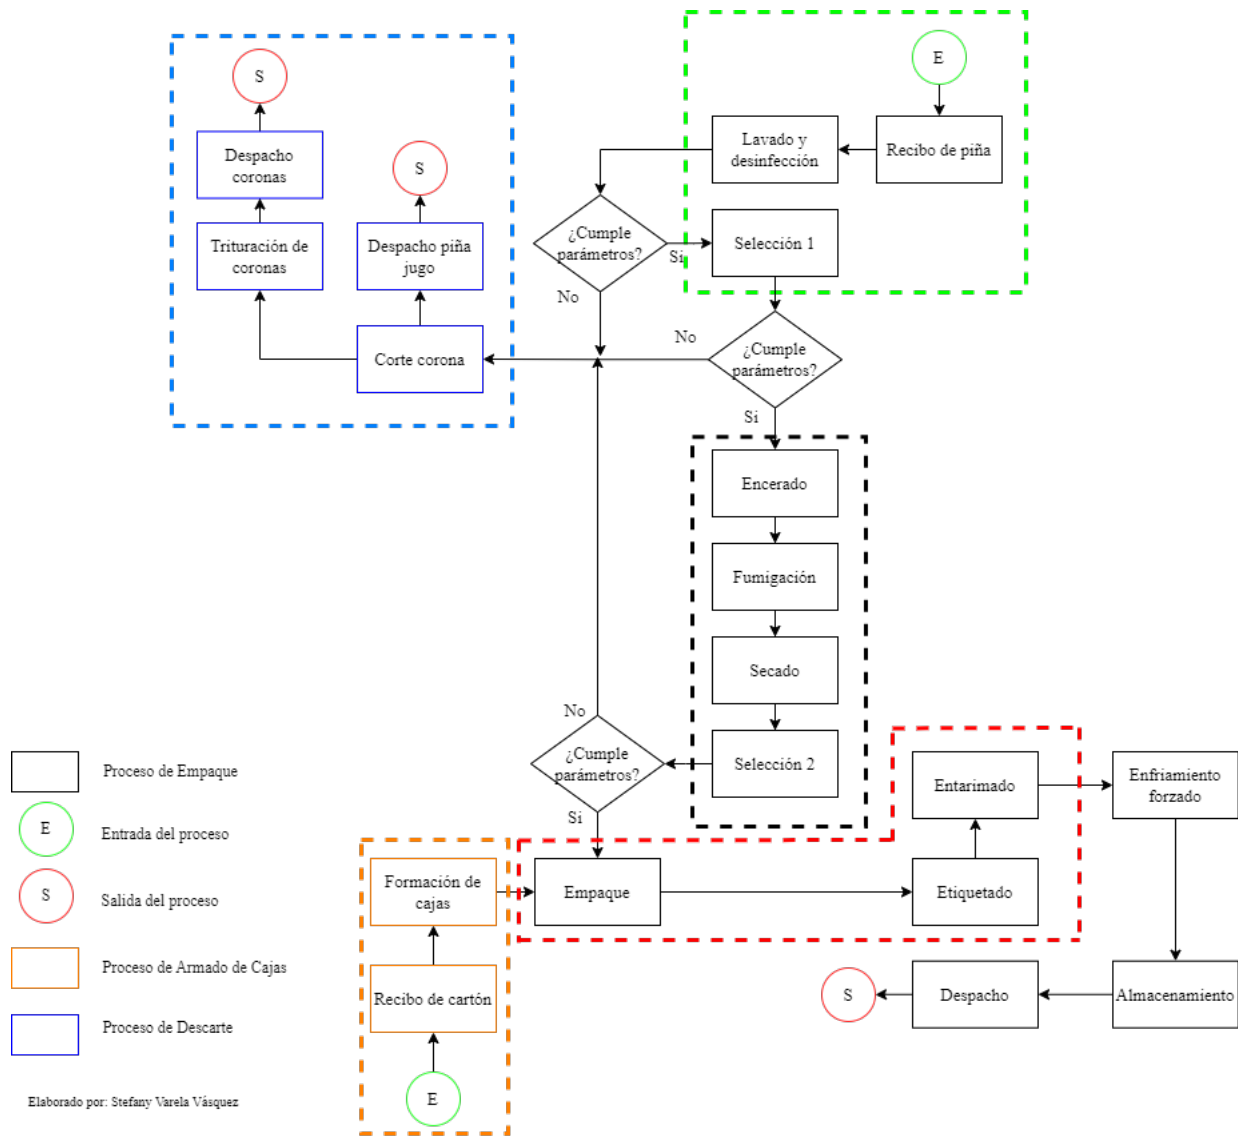 E
S
Despacho
coronas
Lavado y
desinfección
Recibo de piña
S
Trituración de
coronas
Despacho piña
jugo
¿Cumple
parámetros?
Si
Selección 1
No
No
¿Cumple
parámetros?
Corte corona
Si
Encerado
Fumigación
Secado
No
¿Cumple
parámetros?
Selección 2
Si
Entarimado
Enfriamiento
forzado
Formación de
cajas
Empaque
Etiquetado
Recibo de cartón
S
Despacho
Almacenamiento
E
Proceso de Empaque
E
Entrada del proceso
S
Salida del proceso
Proceso de Armado de Cajas
Proceso de Descarte
Elaborado por: Stefany Varela Vásquez